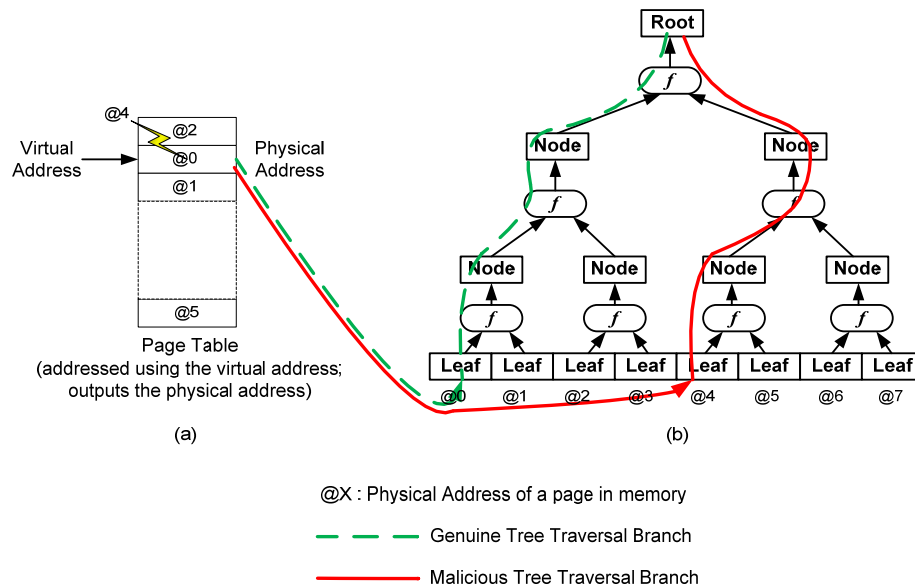 Root
f
@4
@2
Virtual
Address
@0
Physical
Address
@1
Node
Node
f
f
Node
Node
Node
Node
f
f
f
f
@5
Page Table
(addressed using the virtual address;
outputs the physical address)
Leaf Leaf Leaf Leaf Leaf Leaf Leaf Leaf
@0 @1 @2 @3 @4 @5 @6 @7
(a)
(b)
@X : Physical Address of a page in memory
Genuine Tree Traversal Branch
Malicious Tree Traversal Branch